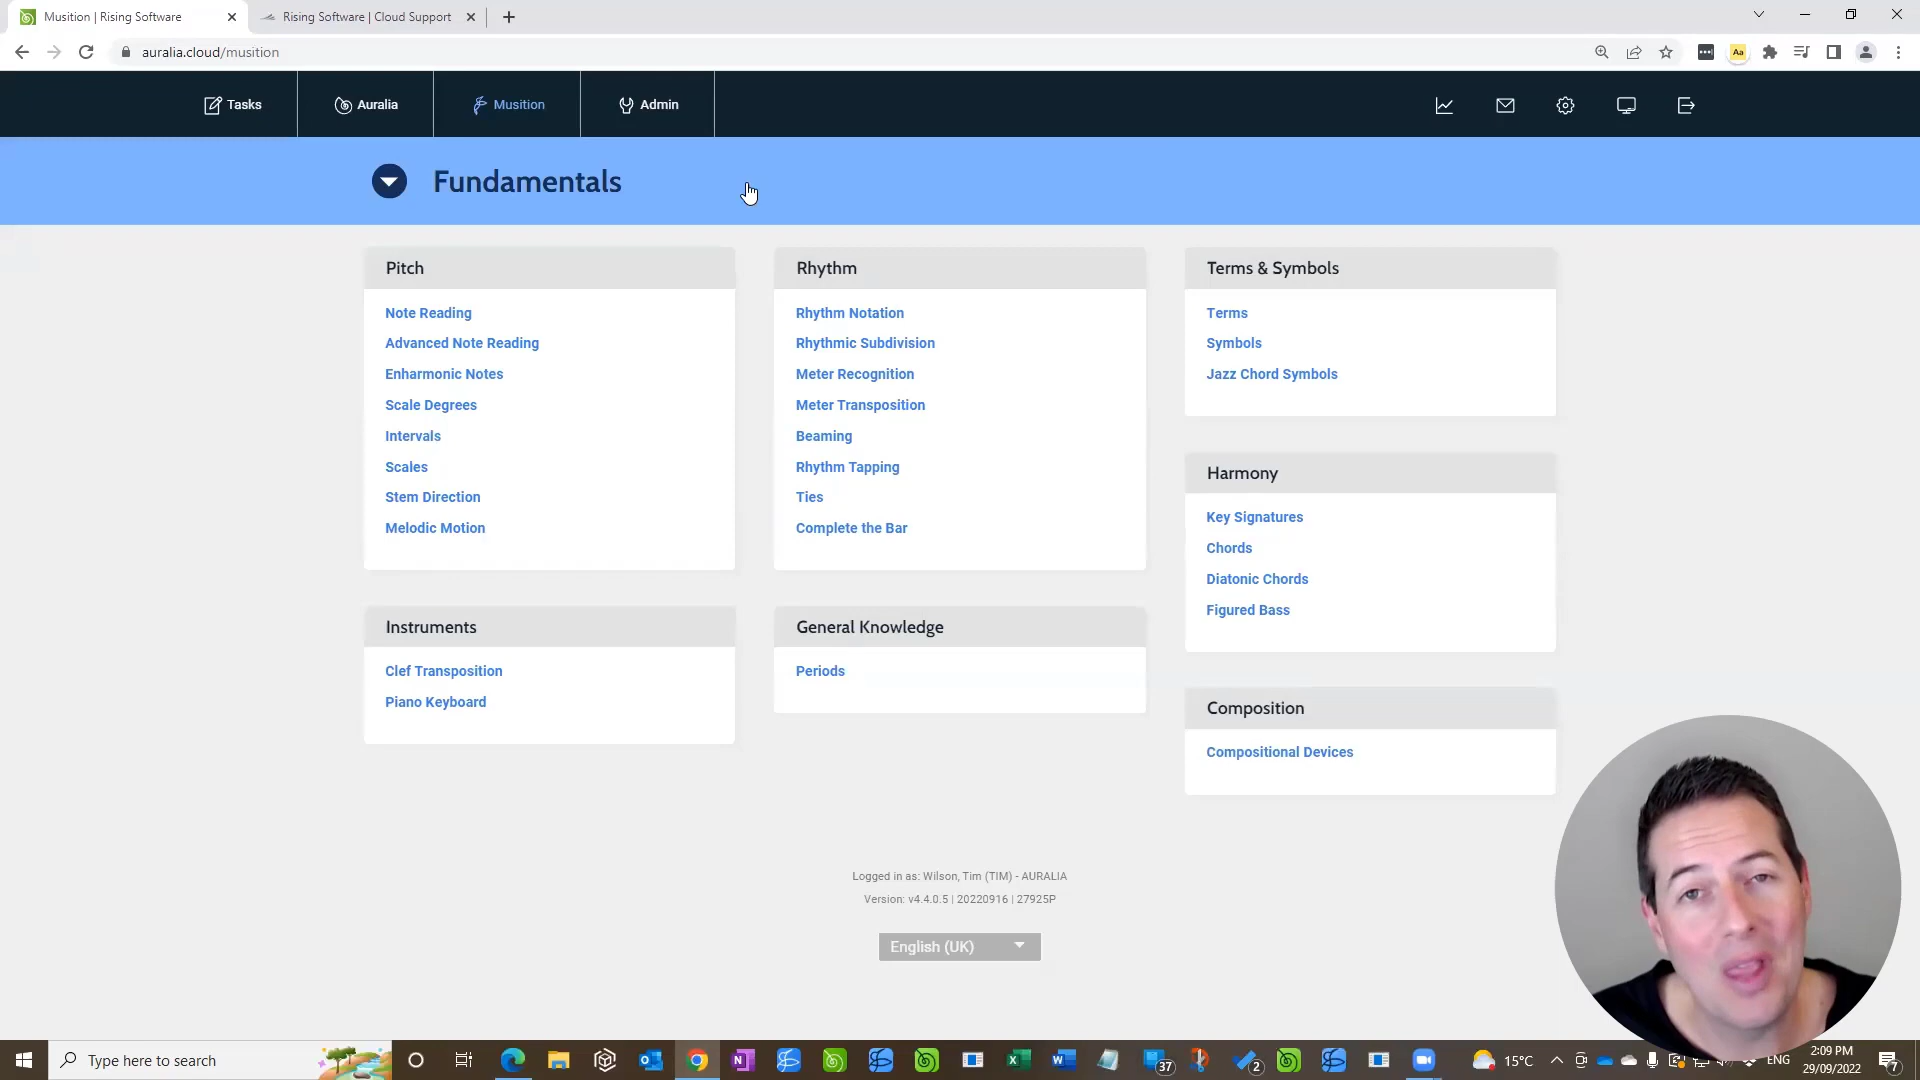 Musition | Rising Software
Rising Software | Cloud Support
auralia.cloud/musition
Aa
Tasks
Auralia
Musition
Admin
Fundamentals
Pitch
Note Reading
Advanced Note Reading
Enharmonic Notes
Scale Degrees
Intervals
Scales
Stem Direction
Melodic Motion
Rhythm
Rhythm Notation
Rhythmic Subdivision
Meter Recognition
Meter Transposition
Beaming
Rhythm Tapping
Ties
Complete the Bar
Terms & Symbols
Terms
Symbols
Jazz Chord Symbols
Harmony
Key Signatures
Chords
Diatonic Chords
Figured Bass
Instruments
Clef Transposition
Piano Keyboard
General Knowledge
Periods
Composition
Compositional Devices
Logged in as: Wilson, Tim (TIM) - AURALIA
Version: v4.4.0.5 | 20220916 | 27925P
English (UK)
Type here to search
37
2
15°C
ENG
2:09 PM
29/09/2022
7